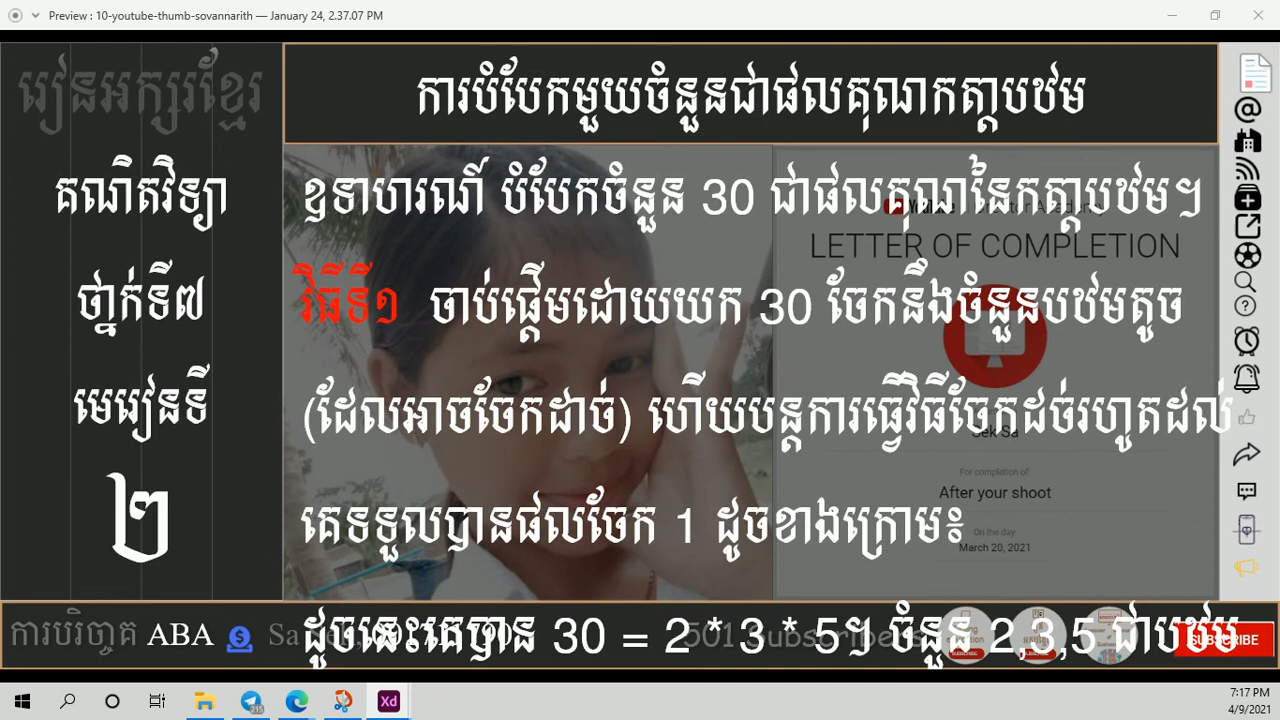 Preview : 10-youtube-thumb-sovannarith — January 24, 2.37.07 PM
រៀនអក្សរខ្មែរ
ការបំបែកមួយចំនួនជាផលគុណកត្តាបឋម
គណិតវិទ្យា
ថ្នាក់ទី៧
មេរៀនទី
២
ឧទាហរណ៍ បំបែកចំនួន 30 ជាផលគុណនៃកត្តាបឋម។
LETTER OF COMPLETION
វិធីទី១ ចាប់ផ្តើមដោយយក 30 ចែកនឹងចំនួនបឋមតូច
(ដែលអាចចែកដាច់) ហើយបន្តការធ្វើវិធីចែកដច់រហូតដល់
Sek Sa
For completion of:
After your shoot
គេទទួលបានផលចែក 1 ដូចខាងក្រោម៖
On the day:
March 20, 2021
ការបរិច្ចាគ ABA
ដូចនេះគេបាន 30 = 2 * 3 * 5។ ចំនួន 2,3,5 ជាបឋម
501 subscribers
SUBSCRIBE
215
Xd
7:17 PM
4/9/2021